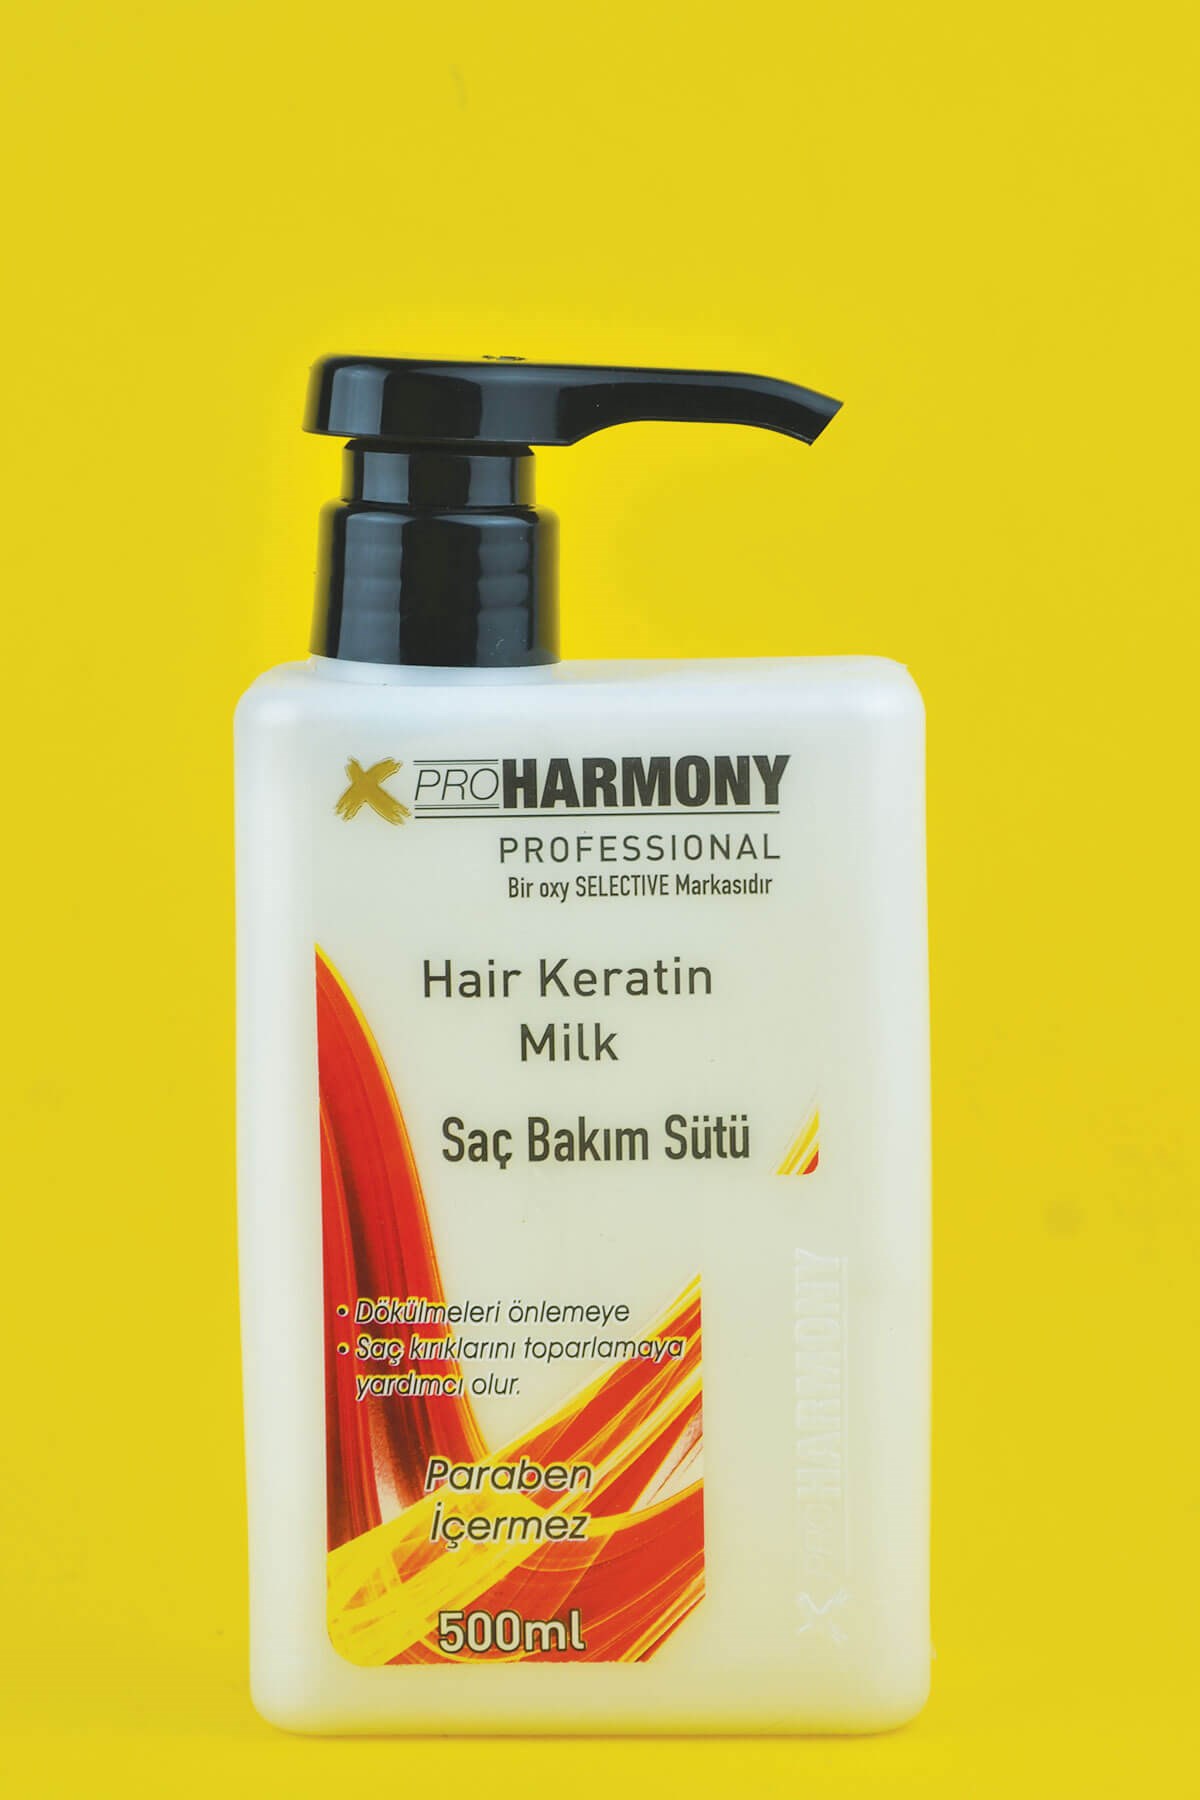 PROHARMONY
PROFESSIONAL
Bir oxy SELECTIVE Markasıdır
Hair Keratin
Milk
Saç Bakım Sütü
• Dökülmeleri önlemeye
• Saç kırıklarını toparlamaya
yardımcı olur.
Paraben
İçermez
500ml
PROHARMONY